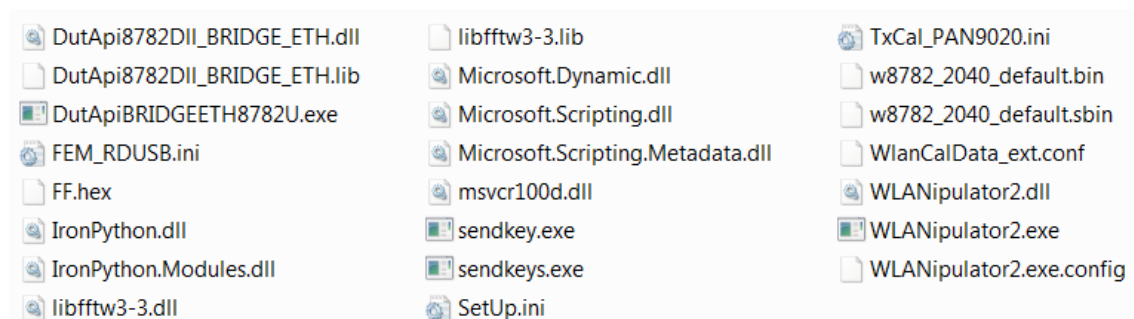 DutApi8782Dll_BRIDGE_ETH.dll
DutApi8782Dll_BRIDGE_ETH.lib
DutApiBRIDGEETH8782U.exe
FEM_RDUSB.ini
FF.hex
IronPython.dll
IronPython.Modules.dll
libfftw3-3.dll
libfftw3-3.lib
Microsoft.Dynamic.dll
Microsoft.Scripting.dll
Microsoft.Scripting.Metadata.dll
msvcr100d.dll
sendkey.exe
sendkeys.exe
SetUp.ini
TxCal_PAN9020.ini
w8782_2040_default.bin
w8782_2040_default.sbin
WlanCalData_ext.conf
WLANipulator2.dll
WLANipulator2.exe
WLANipulator2.exe.config